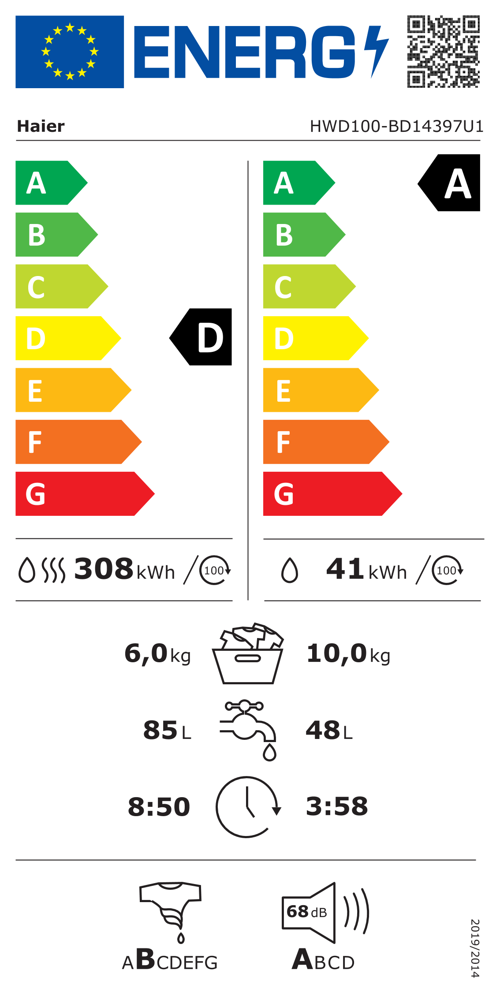 ENERG
Haier HWD100-BD14397U1
A A A
B B
C C
D D D
E E
F F
G G
308 kWh / 100 41 kWh / 100
6,0 kg 10,0 kg
85 L 48 L
8:50 3:58
68 dB
ABCDEFG ABCD
2019/2014